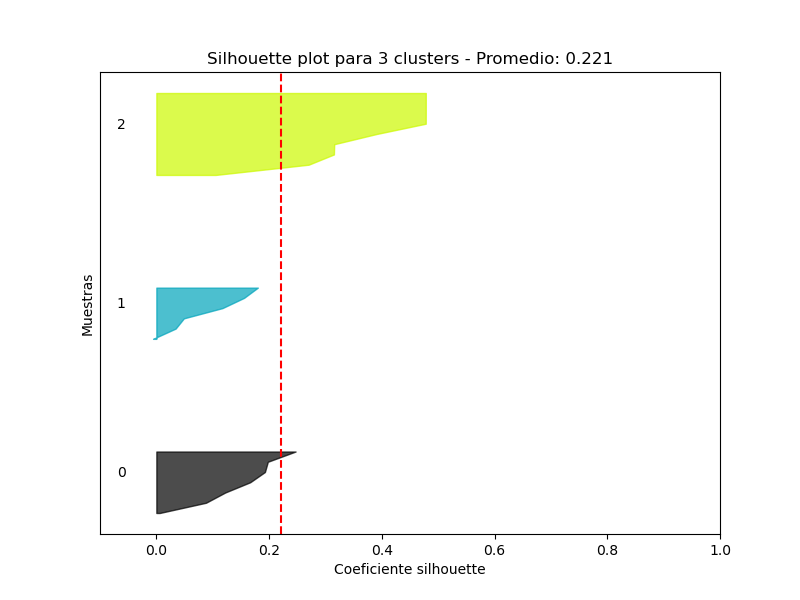 Silhouette plot para 3 clusters - Promedio: 0.221
2
1
0
Muestras
0.0 0.2 0.4 0.6 0.8 1.0
Coeficiente silhouette